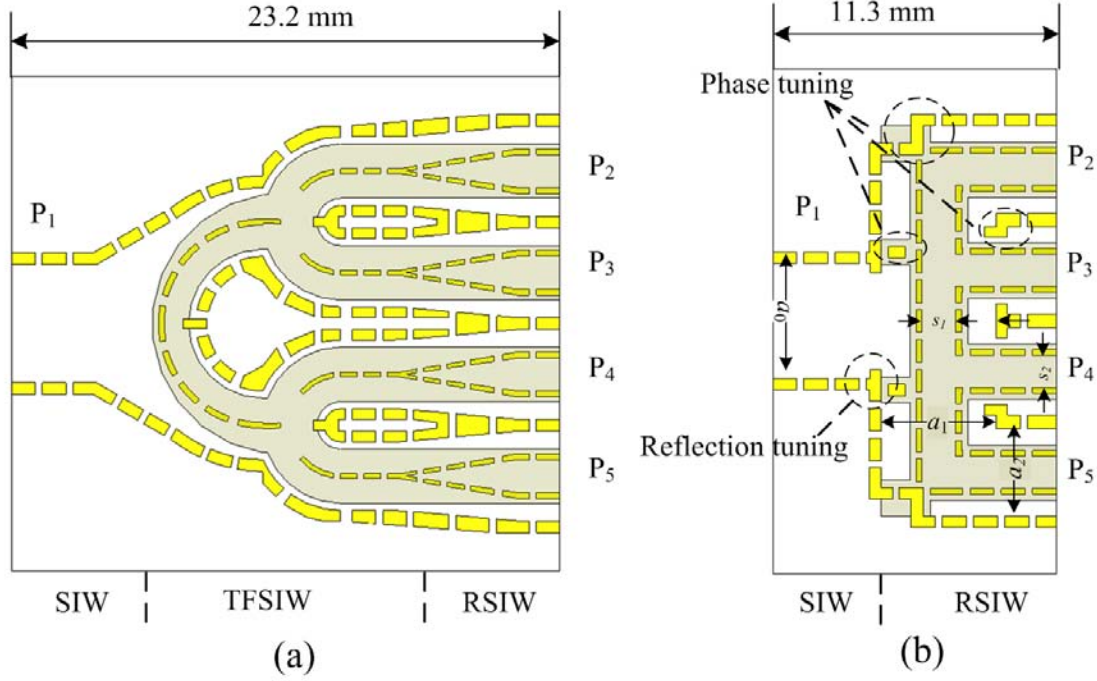 23.2 mm
P1
P2
P3
P4
P5
SIW
TFSIW
RSIW
(a)
11.3 mm
Phase tuning
P1
P2
a0
P3
s1
P4
s2
a1
Reflection tuning
a2
P5
SIW
RSIW
(b)